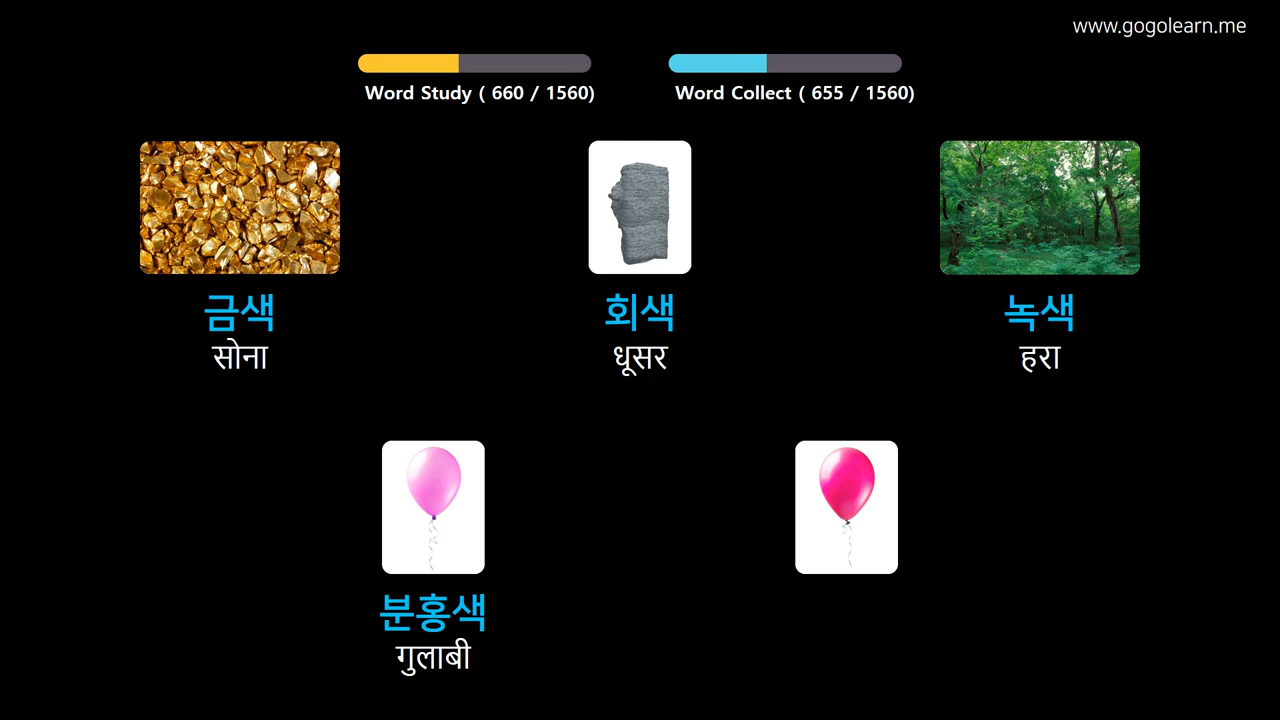 www.gogolearn.me
Word Study ( 660 / 1560)
Word Collect ( 655 / 1560)
금색
सोना
회색
धूसर
녹색
हरा
분홍색
गुलाबी